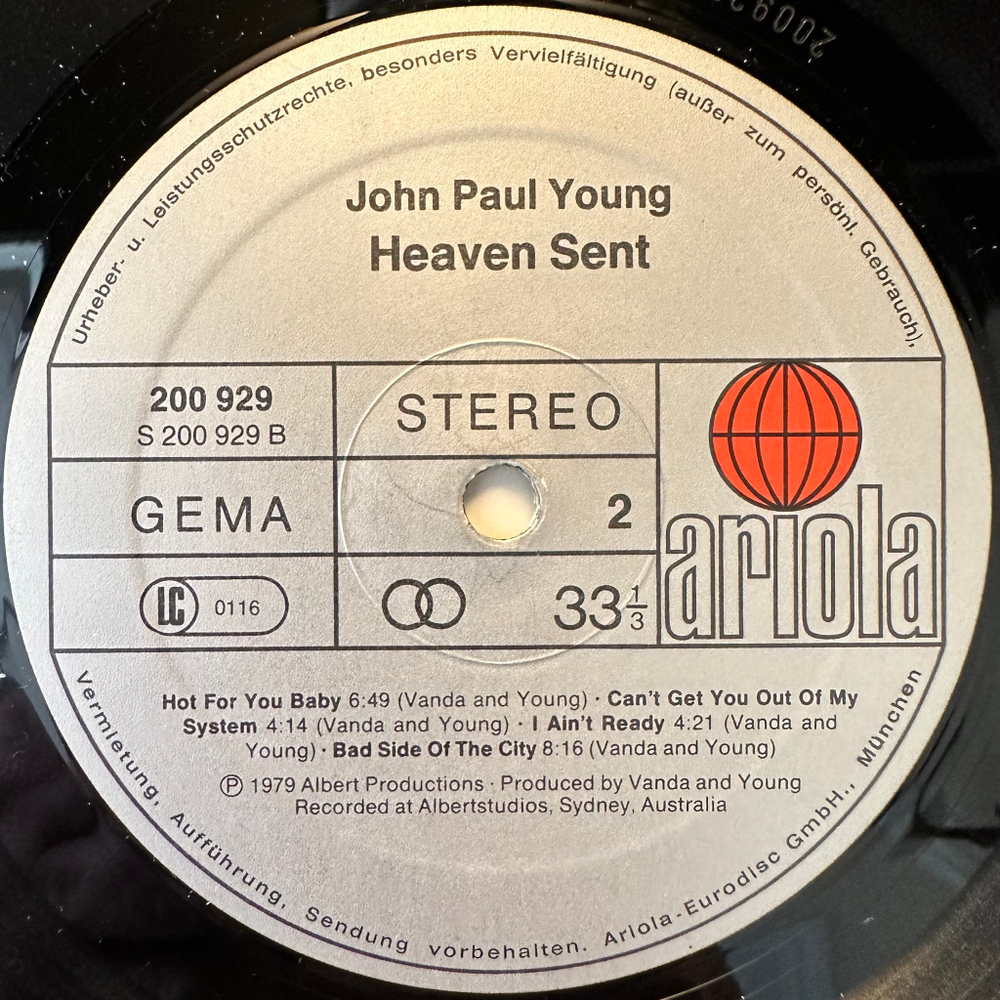 Urheber- u. Leistungsschutzrechte, besonders Vervielfältigung (außer zum persönl. Gebrauch),
John Paul Young
Heaven Sent
200 929
S 200 929 B
STEREO
GEMA
2
LC 0116
33 1/3
ariola
Hot For You Baby 6:49 (Vanda and Young) · Can't Get You Out Of My
System 4:14 (Vanda and Young) · I Ain't Ready 4:21 (Vanda and
Young) · Bad Side Of The City 8:16 (Vanda and Young)
Ⓟ 1979 Albert Productions · Produced by Vanda and Young
Recorded at Albertstudios, Sydney, Australia
Vermietung, Aufführung, Sendung vorbehalten. Ariola-Eurodisc GmbH., München